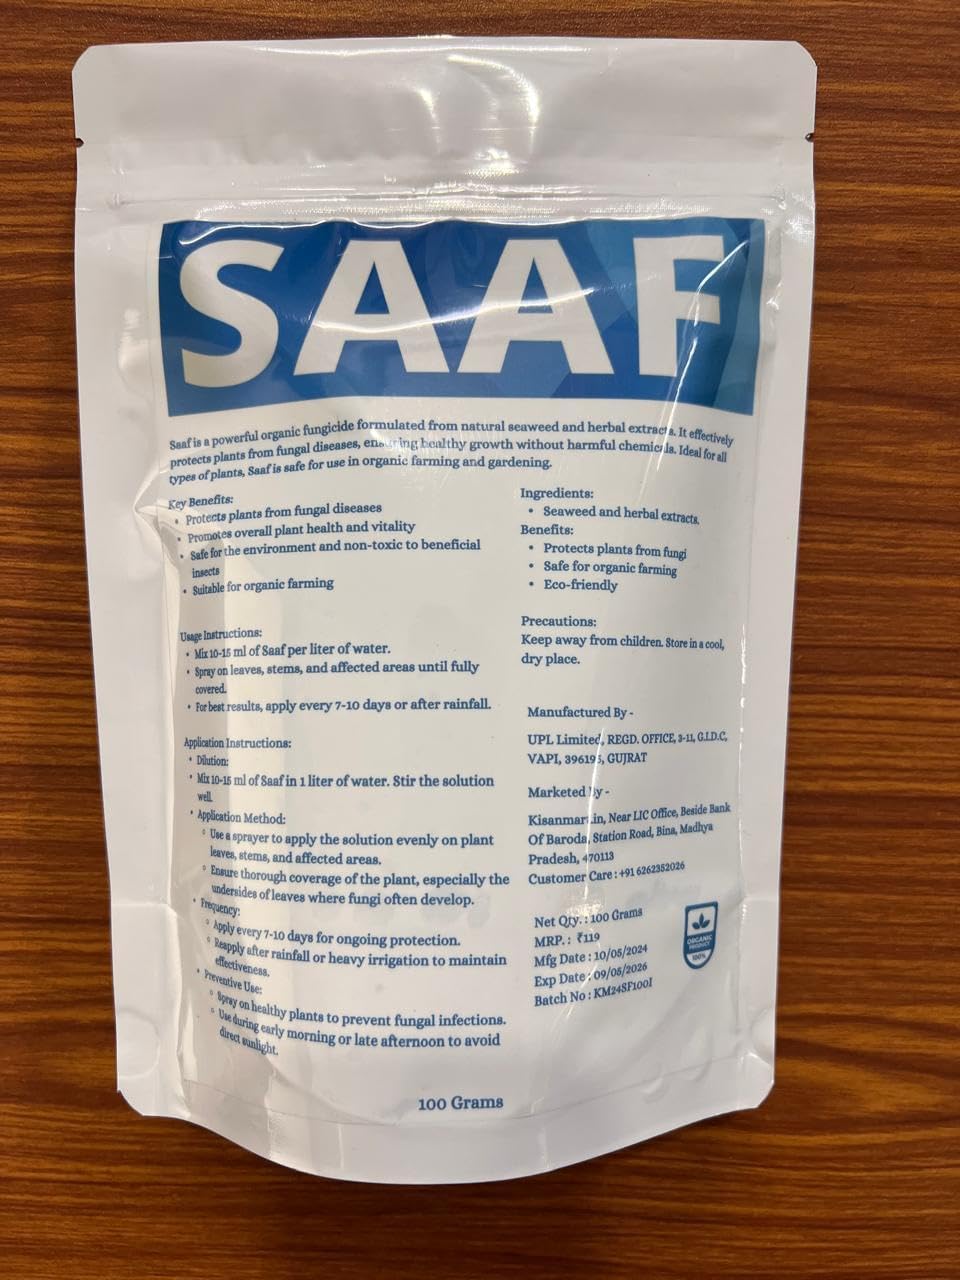 SAAF
Saaf is a powerful organic fungicide formulated from natural seaweed and herbal extracts. It effectively
protects plants from fungal diseases, ensuring healthy growth without harmful chemicals. Ideal for all
types of plants, Saaf is safe for use in organic farming and gardening.
Key Benefits:
• Protects plants from fungal diseases
• Promotes overall plant health and vitality
• Safe for the environment and non-toxic to beneficial
insects
• Suitable for organic farming
Usage Instructions:
• Mix 10-15 ml of Saaf per liter of water.
• Spray on leaves, stems, and affected areas until fully
covered.
• For best results, apply every 7-10 days or after rainfall.
Application Instructions:
• Dilution:
• Mix 10-15 ml of Saaf in 1 liter of water. Stir the solution
well.
• Application Method:
◦ Use a sprayer to apply the solution evenly on plant
leaves, stems, and affected areas.
◦ Ensure thorough coverage of the plant, especially the
undersides of leaves where fungi often develop.
• Frequency:
◦ Apply every 7-10 days for ongoing protection.
◦ Reapply after rainfall or heavy irrigation to maintain
effectiveness.
• Preventive Use:
◦ Spray on healthy plants to prevent fungal infections.
◦ Use during early morning or late afternoon to avoid
direct sunlight.
Ingredients:
• Seaweed and herbal extracts.
Benefits:
• Protects plants from fungi
• Safe for organic farming
• Eco-friendly
Precautions:
Keep away from children. Store in a cool,
dry place.
Manufactured By -
UPL Limited, REGD. OFFICE, 3-11, G.I.D.C,
VAPI, 396195, GUJRAT
Marketed By -
Kisanmart.in, Near LIC Office, Beside Bank
Of Baroda, Station Road, Bina, Madhya
Pradesh, 470113
Customer Care : +91 6262352026
Net Qty. : 100 Grams
MRP. : ₹119
Mfg Date : 10/05/2024
Exp Date : 09/05/2026
Batch No : KM24SF100I
ORGANIC
PRODUCT
100%
100 Grams